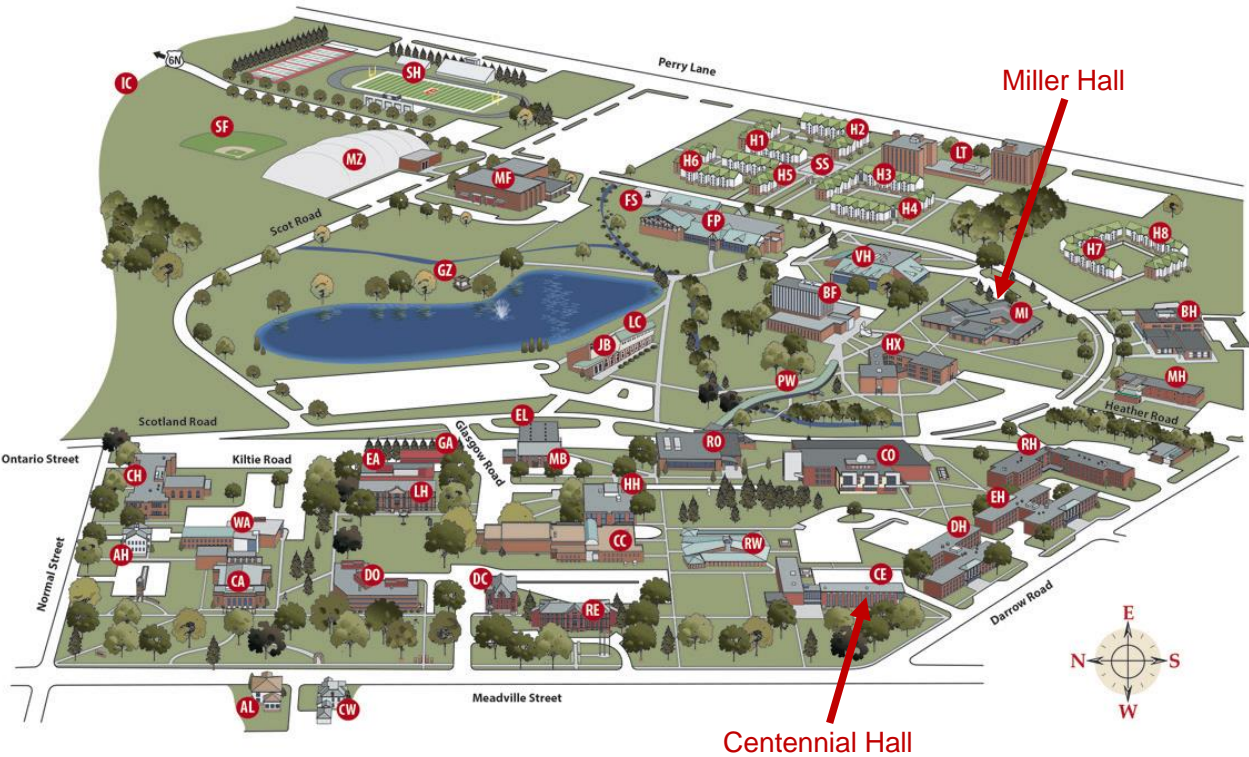 Perry Lane
Miller Hall
6N
IC
SH
SF
MZ
MF
H1
H2
H6
SS
LT
H5
H3
H4
FS
FP
Scot Road
H7
H8
VH
GZ
BF
MI
BH
LC
JB
HX
MH
PW
Heather Road
Scotland Road
EL
Glasgow Road
GA
RO
RH
Ontario Street
Kiltie Road
EA
MB
CO
CH
LH
HH
EH
WA
AH
CC
RW
DH
Normal Street
CA
DO
DC
RE
CE
Darrow Road
E
N
S
W
Meadville Street
AL
CW
Centennial Hall